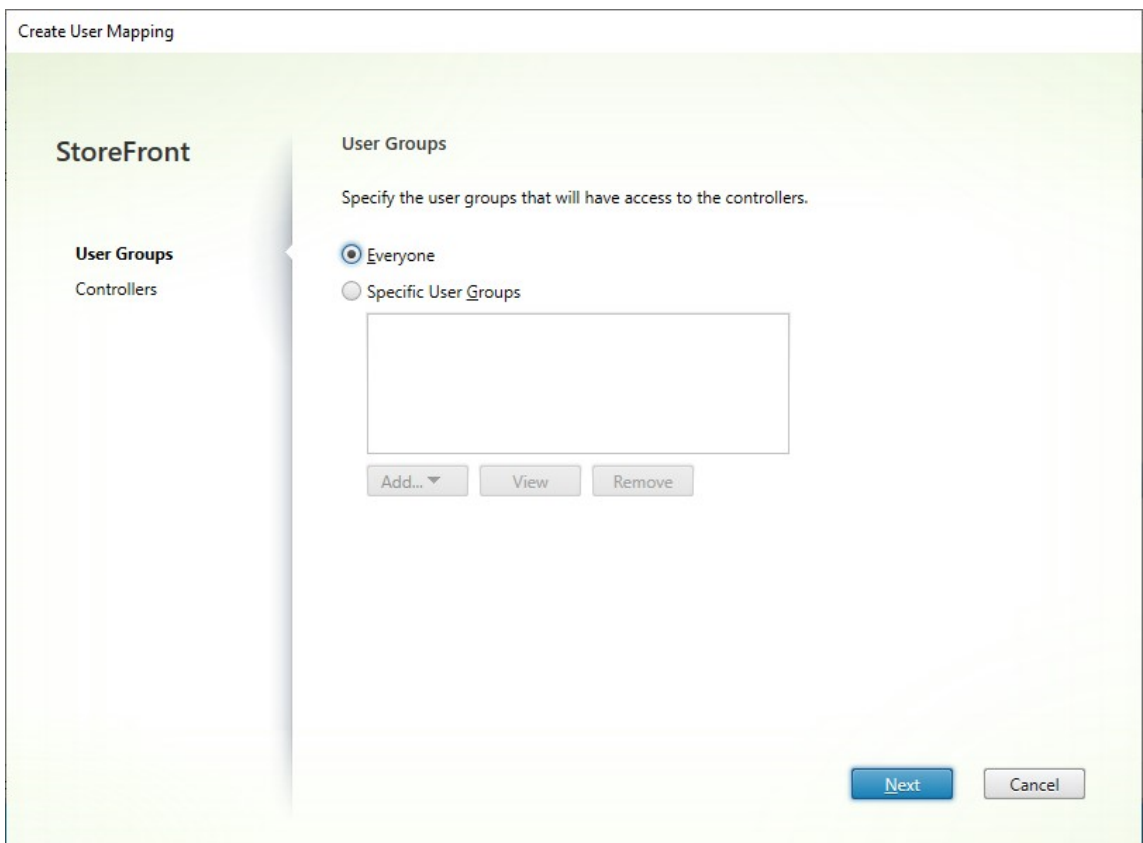 Create User Mapping
StoreFront
User Groups
Controllers
User Groups
Specify the user groups that will have access to the controllers.
Everyone
Specific User Groups
Add...
View
Remove
Next
Cancel